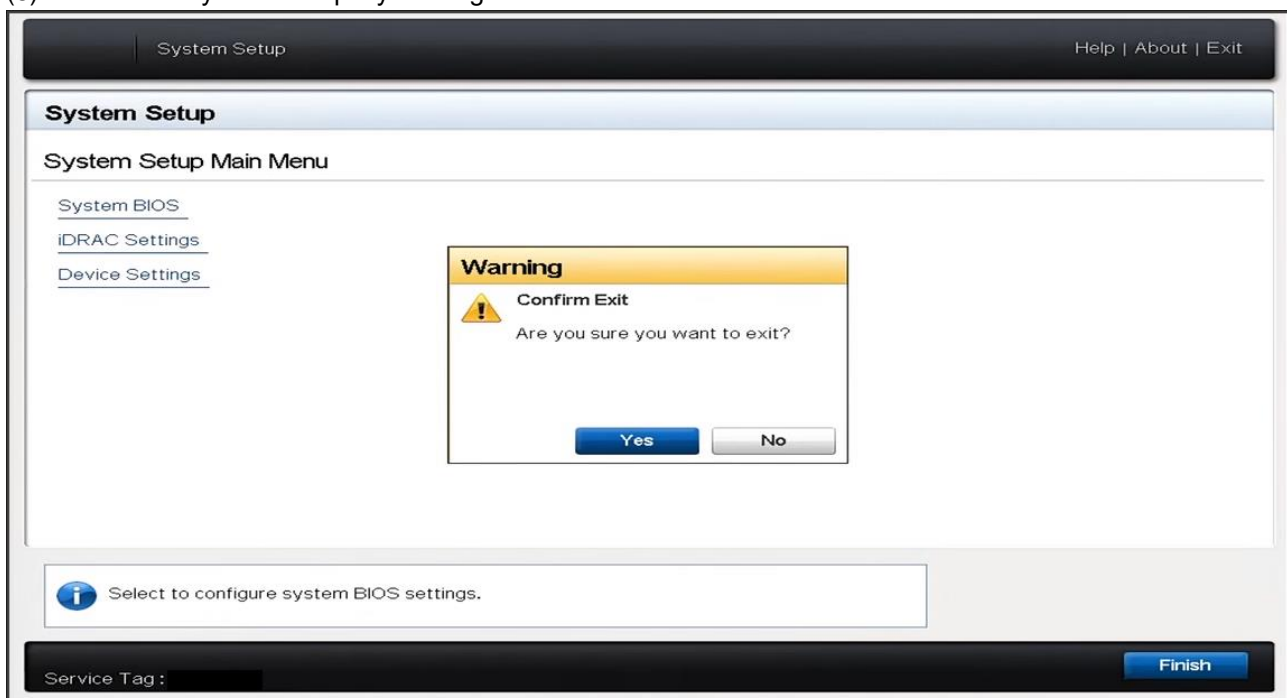 System Setup
Help | About | Exit
System Setup
System Setup Main Menu
System BIOS
iDRAC Settings
Device Settings
Warning
Confirm Exit
Are you sure you want to exit?
Yes No
Select to configure system BIOS settings.
Finish
Service Tag :